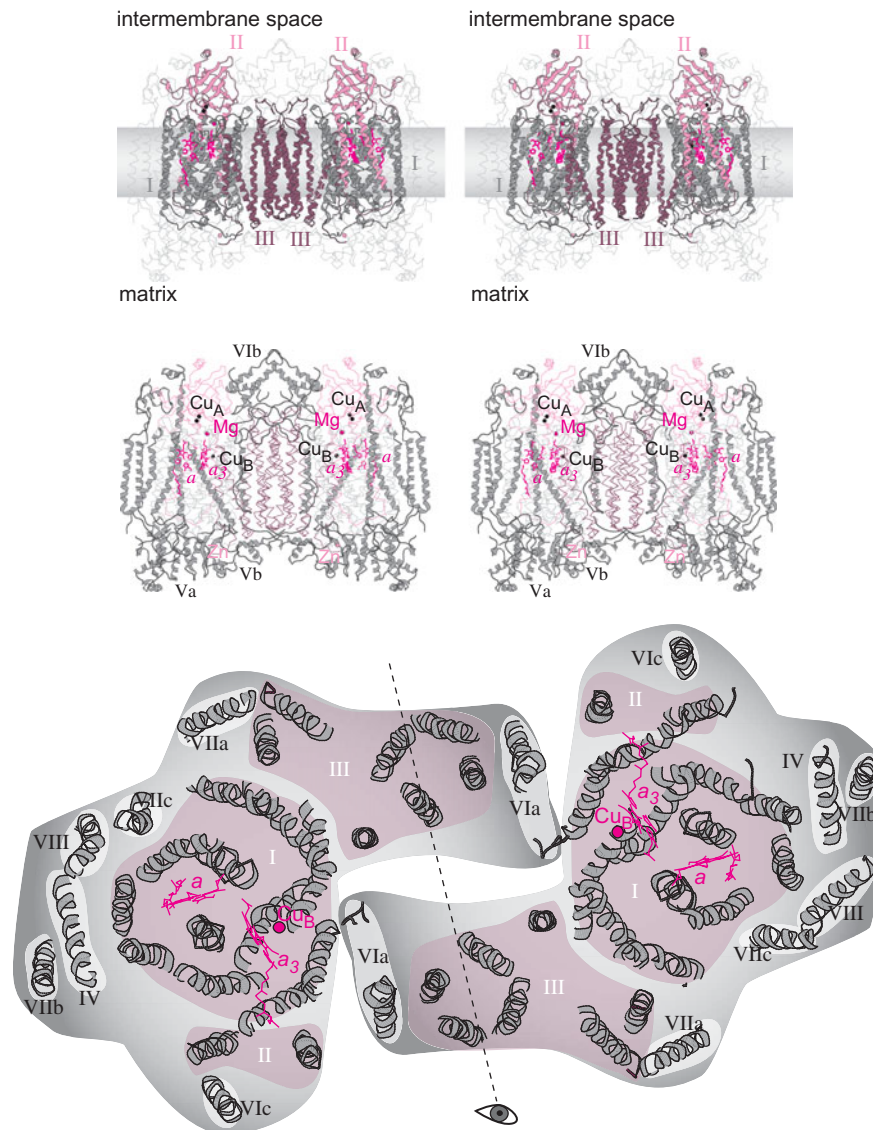 intermembrane space intermembrane space
II II II II
I I I I
III III III III
matrix matrix
VIb VIb
CuA CuA CuA CuA
Mg Mg Mg Mg
CuB CuB CuB CuB
a a3 a3 a a a3 a3 a
Zn Zn Zn Zn
Vb Vb
Va Va
VIc
II
VIIa
III
IV
VIIc
VIa
a3
VIIb
VIII
CuB
I
a
a
I
CuB
VIII
VIIc
VIa
a3
III
VIIb IV
VIIa
II
VIc